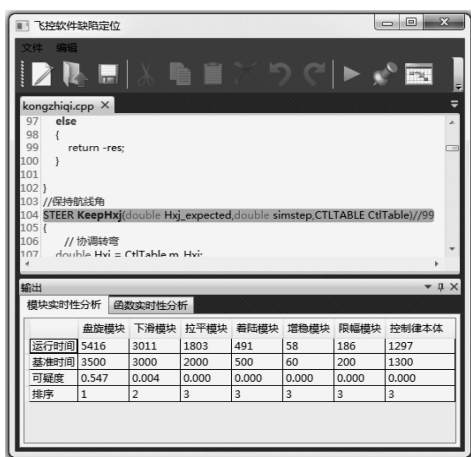 飞控软件缺陷定位
文件 编辑
kongzhiqi.cpp ×
97 else
98 {
99 return -res;
100 }
101
102 }
103 //保持航线角
104 STEER KeepHxj(double Hxj_expected,double simstep,CTLTABLE CtlTable)//99
105 {
106 // 协调转弯
107 double Hxj = CtlTable.m_Hxj;
输出
模块实时性分析 函数实时性分析
盘旋模块 下滑模块 拉平模块 着陆模块 增稳模块 限幅模块 控制律本体
运行时间 5416 3011 1803 491 58 186 1297
基准时间 3500 3000 2000 500 60 200 1300
可疑度 0.547 0.004 0.000 0.000 0.000 0.000 0.000
排序 1 2 3 3 3 3 3